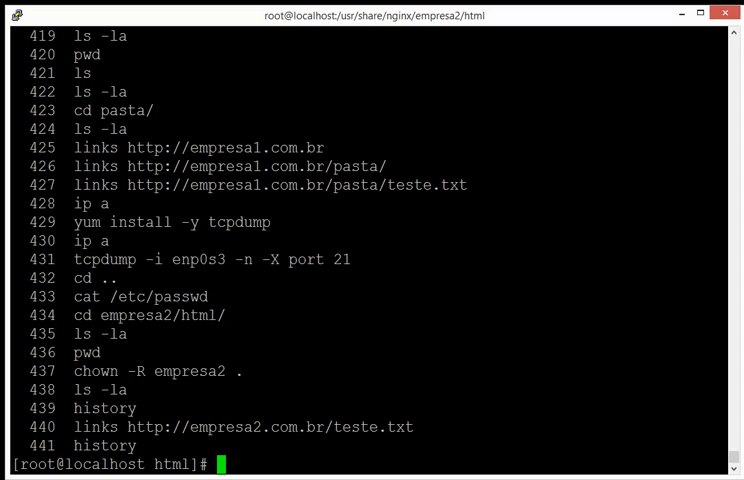 root@localhost:/usr/share/nginx/empresa2/html
419 ls -la
420 pwd
421 ls
422 ls -la
423 cd pasta/
424 ls -la
425 links http://empresa1.com.br
426 links http://empresa1.com.br/pasta/
427 links http://empresa1.com.br/pasta/teste.txt
428 ip a
429 yum install -y tcpdump
430 ip a
431 tcpdump -i enp0s3 -n -X port 21
432 cd ..
433 cat /etc/passwd
434 cd empresa2/html/
435 ls -la
436 pwd
437 chown -R empresa2 .
438 ls -la
439 history
440 links http://empresa2.com.br/teste.txt
441 history
[root@localhost html]#